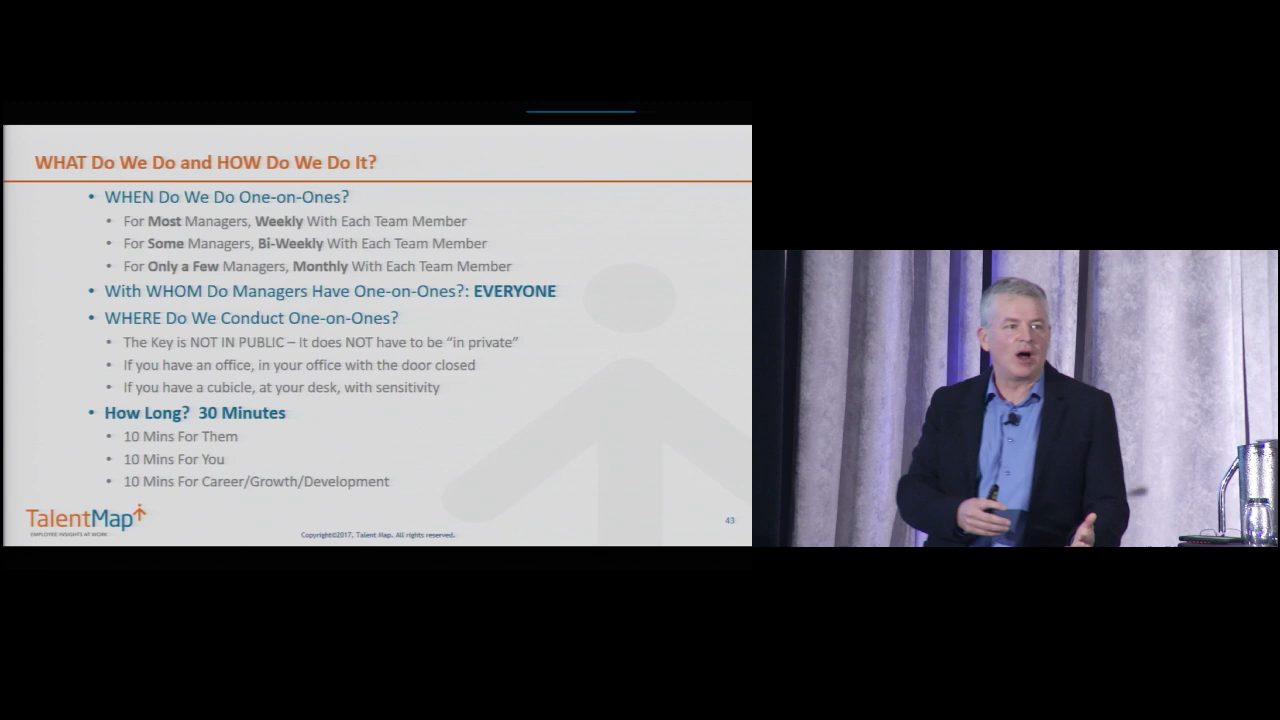 WHAT Do We Do and HOW Do We Do It?
• WHEN Do We Do One-on-Ones?
• For Most Managers, Weekly With Each Team Member
• For Some Managers, Bi-Weekly With Each Team Member
• For Only a Few Managers, Monthly With Each Team Member
• With WHOM Do Managers Have One-on-Ones?: EVERYONE
• WHERE Do We Conduct One-on-Ones?
• The Key is NOT IN PUBLIC – It does NOT have to be “in private”
• If you have an office, in your office with the door closed
• If you have a cubicle, at your desk, with sensitivity
• How Long? 30 Minutes
• 10 Mins For Them
• 10 Mins For You
• 10 Mins For Career/Growth/Development
TalentMap
EMPLOYEE INSIGHTS AT WORK
Copyright©2017, Talent Map. All rights reserved.
43